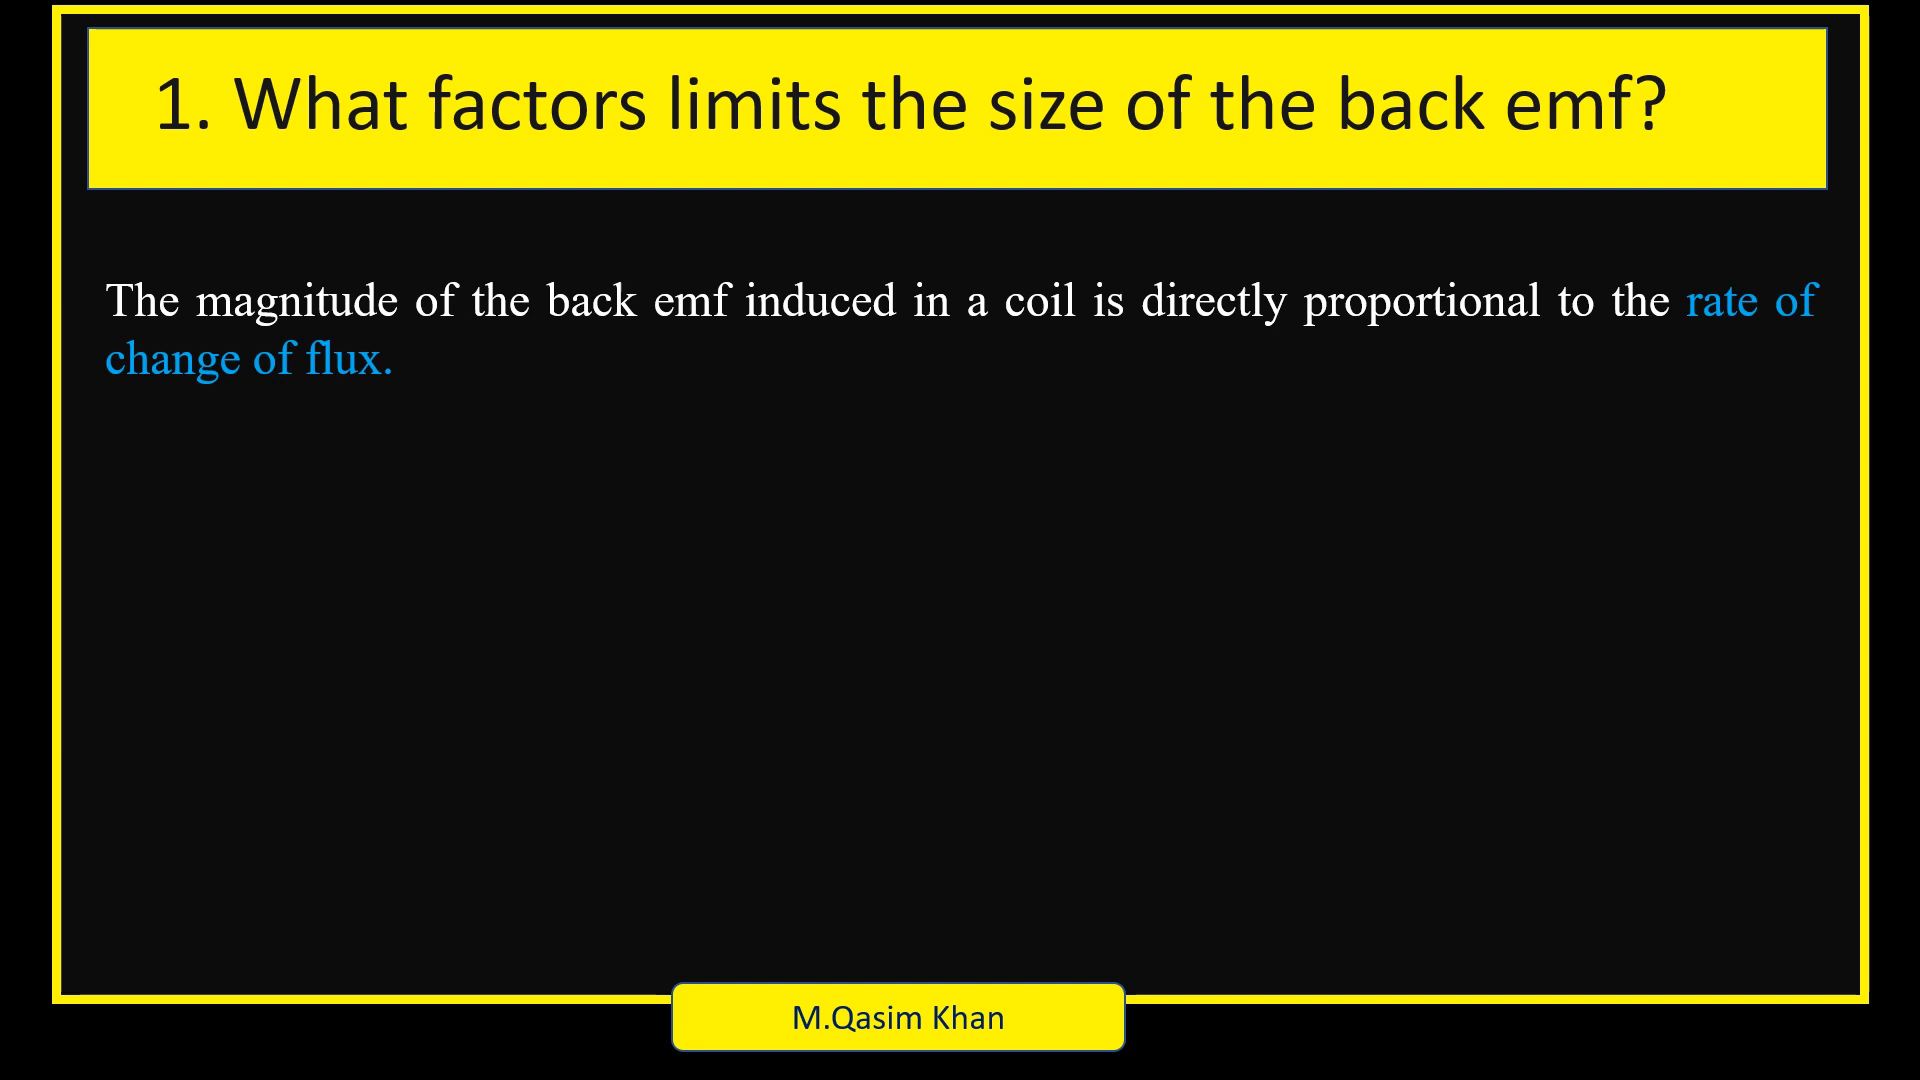 1. What factors limits the size of the back emf?
The magnitude of the back emf induced in a coil is directly proportional to the rate of
change of flux.
M.Qasim Khan